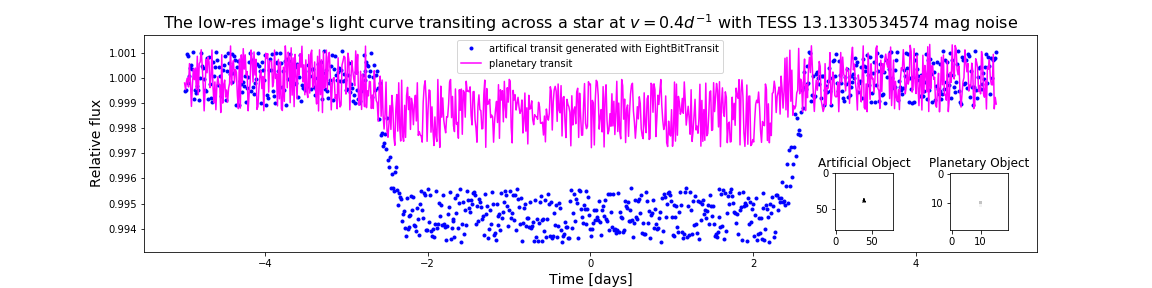 The low-res image's light curve transiting across a star at v = 0.4d⁻¹ with TESS 13.1330534574 mag noise
artifical transit generated with EightBitTransit
planetary transit
Relative flux
1.001
1.000
0.999
0.998
0.997
0.996
0.995
0.994
Artificial Object
0
50
0 50
Planetary Object
0
10
0 10
−4 −2 0 2 4
Time [days]